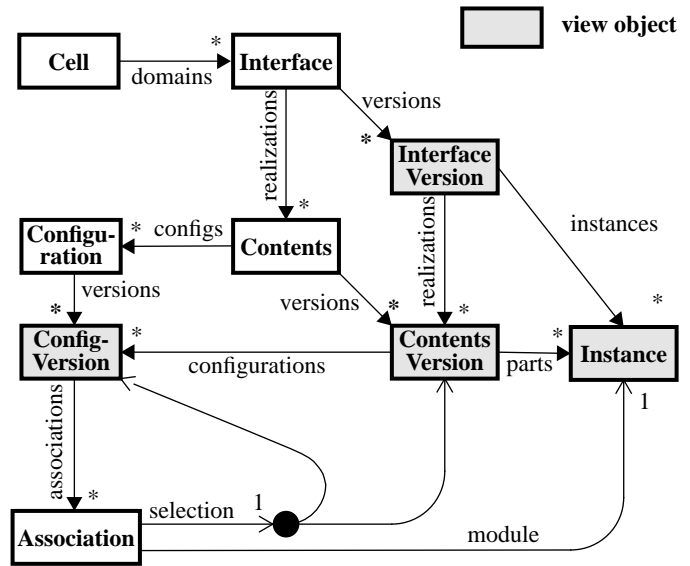 view object
*
Cell
Interface
domains
versions
realizations
*
Interface
Version
*
instances
Configu-
ration
*
configs
Contents
realizations
versions
versions
*
*
*
*
*
Config-
Version
*
configurations
Contents
Version
parts
Instance
associations
1
*
selection
1
Association
module